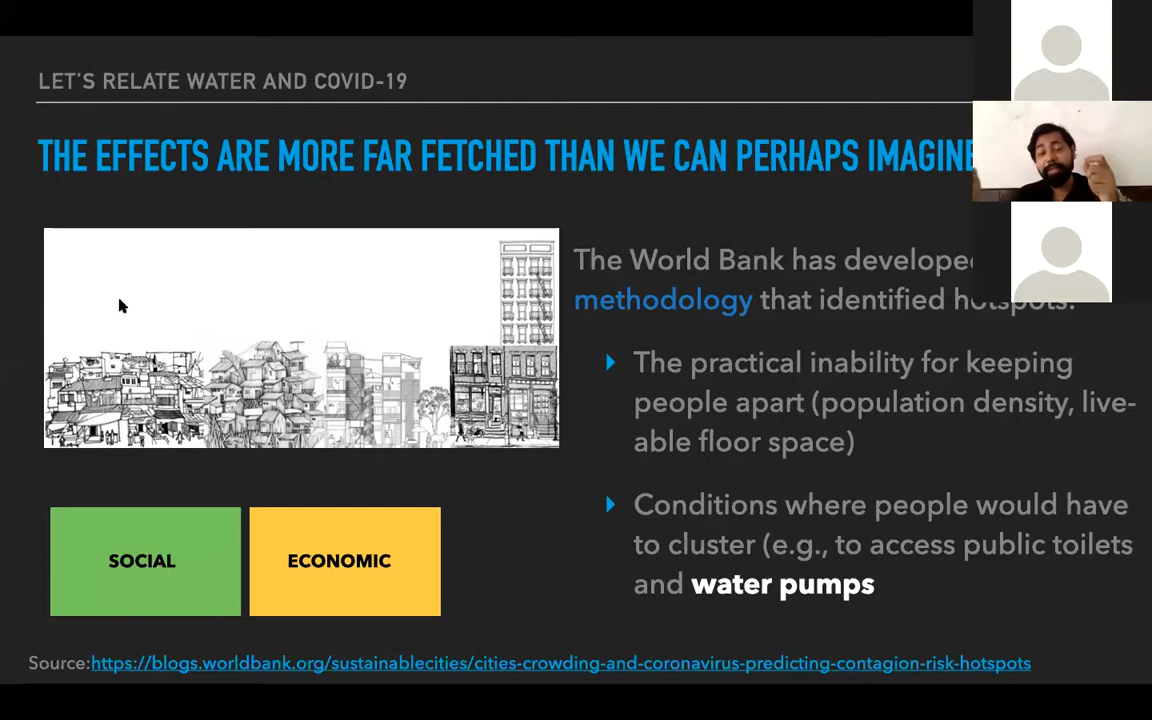 LET'S RELATE WATER AND COVID-19
THE EFFECTS ARE MORE FAR FETCHED THAN WE CAN PERHAPS IMAGINE
The World Bank has develope
methodology that identified hotspots:
The practical inability for keeping
people apart (population density, live-
able floor space)
Conditions where people would have
to cluster (e.g., to access public toilets
and water pumps
SOCIAL
ECONOMIC
Source:https://blogs.worldbank.org/sustainablecities/cities-crowding-and-coronavirus-predicting-contagion-risk-hotspots